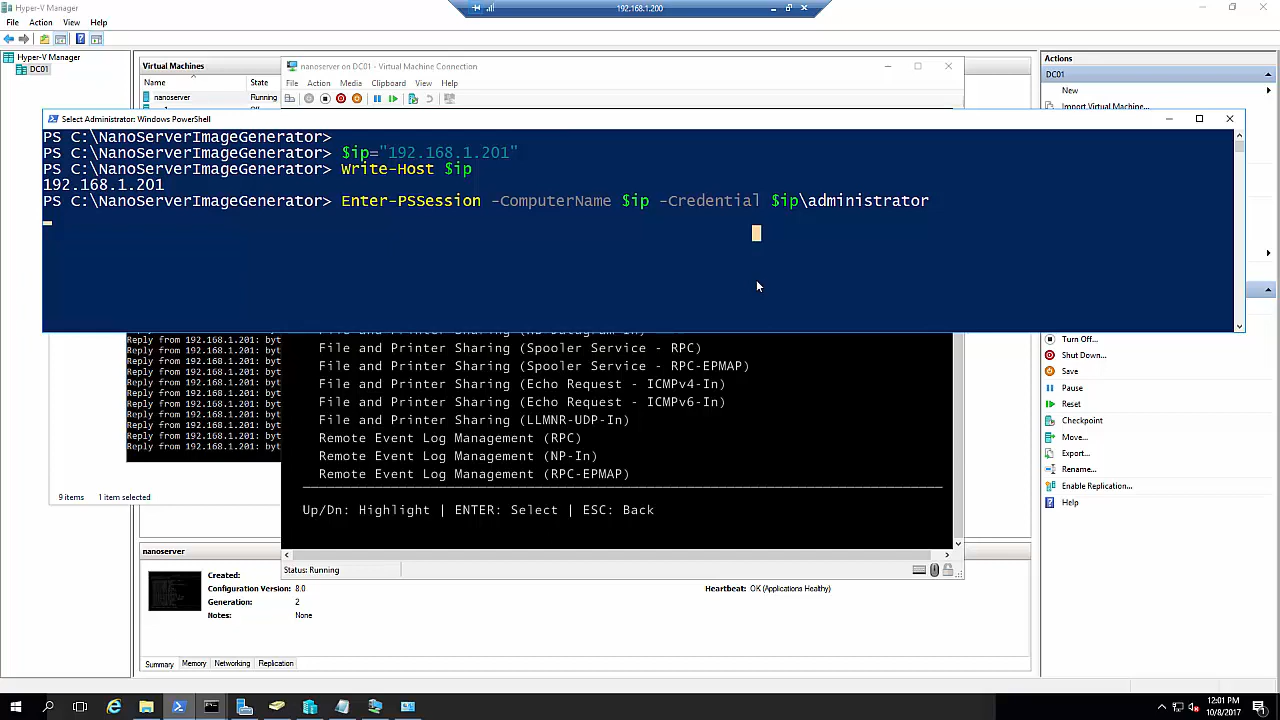 Hyper-V Manager
192.168.1.200
File Action View Help
Hyper-V Manager
DC01
Virtual Machines
Name State
nanoserver Running
nanoserver on DC01 - Virtual Machine Connection
File Action Media Clipboard View Help
Actions
DC01
New
Import Virtual Machine...
Select Administrator: Windows PowerShell
PS C:\NanoServerImageGenerator>
PS C:\NanoServerImageGenerator> $ip="192.168.1.201"
PS C:\NanoServerImageGenerator> Write-Host $ip
192.168.1.201
PS C:\NanoServerImageGenerator> Enter-PSSession -ComputerName $ip -Credential $ip\administrator
Reply from 192.168.1.201: byt
Reply from 192.168.1.201: byt
Reply from 192.168.1.201: byt
Reply from 192.168.1.201: byt
Reply from 192.168.1.201: byt
Reply from 192.168.1.201: byt
Reply from 192.168.1.201: byt
Reply from 192.168.1.201: byt
Reply from 192.168.1.201: byt
Reply from 192.168.1.201: byt
Reply from 192.168.1.201: byt
File and Printer Sharing (Spooler Service - RPC)
File and Printer Sharing (Spooler Service - RPC-EPMAP)
File and Printer Sharing (Echo Request - ICMPv4-In)
File and Printer Sharing (Echo Request - ICMPv6-In)
File and Printer Sharing (LLMNR-UDP-In)
Remote Event Log Management (RPC)
Remote Event Log Management (NP-In)
Remote Event Log Management (RPC-EPMAP)
Up/Dn: Highlight | ENTER: Select | ESC: Back
Turn Off...
Shut Down...
Save
Pause
Reset
Checkpoint
Move...
Export...
Rename...
Enable Replication...
Help
9 items 1 item selected
Status: Running
nanoserver
Created:
Configuration Version: 8.0
Generation: 2
Notes: None
Heartbeat: OK (Applications Healthy)
Summary Memory Networking Replication
12:01 PM
10/8/2017